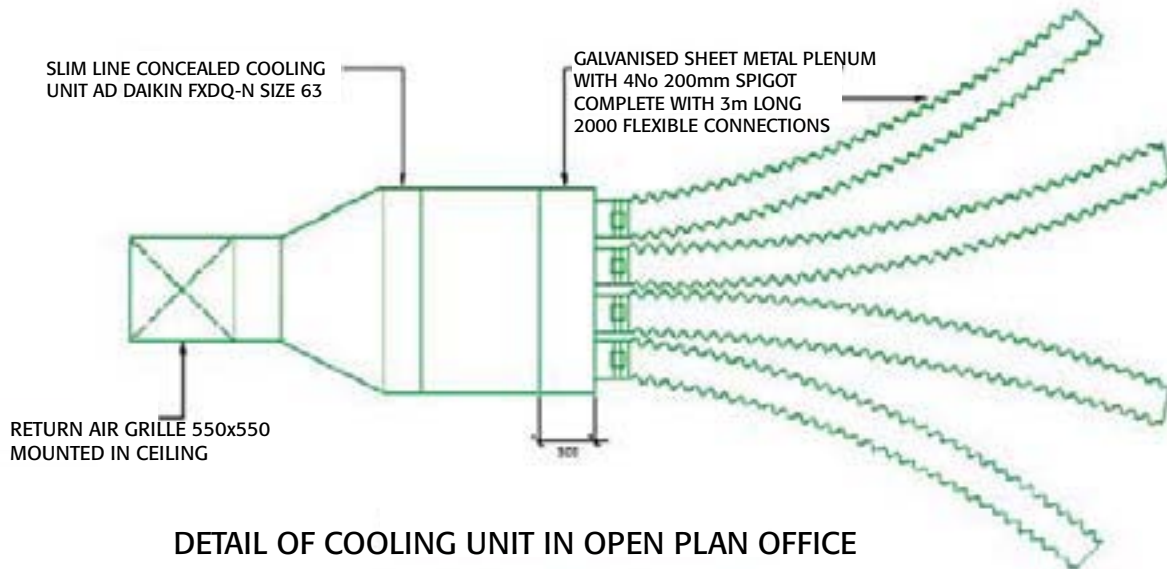 SLIM LINE CONCEALED COOLING
UNIT AD DAIKIN FXDQ-N SIZE 63
GALVANISED SHEET METAL PLENUM
WITH 4No 200mm SPIGOT
COMPLETE WITH 3m LONG
2000 FLEXIBLE CONNECTIONS
RETURN AIR GRILLE 550x550
MOUNTED IN CEILING
DETAIL OF COOLING UNIT IN OPEN PLAN OFFICE